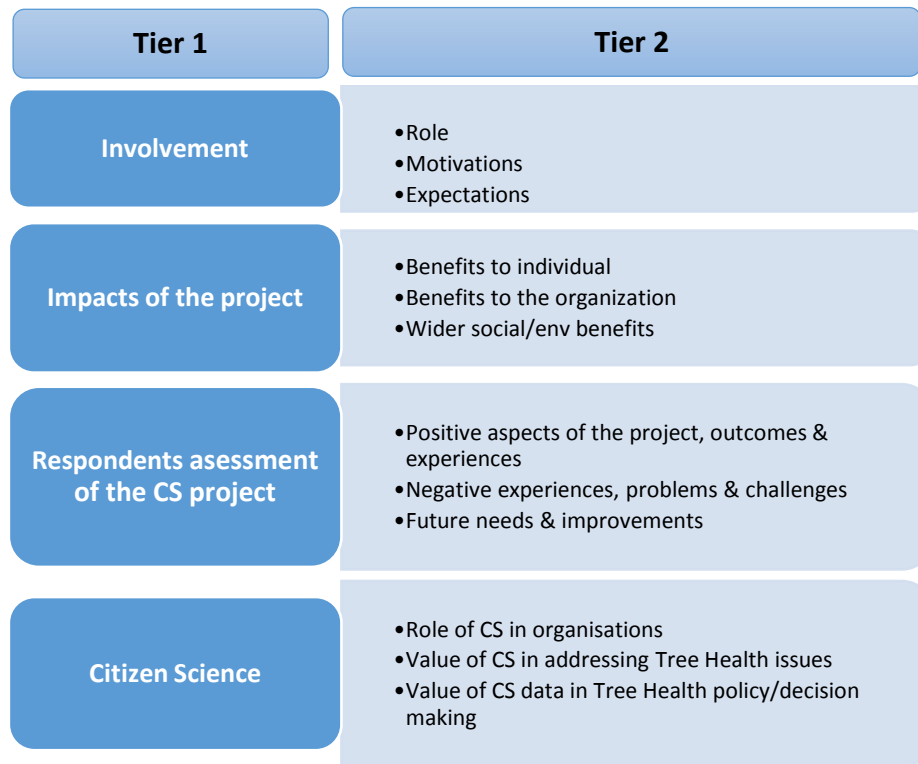 Tier 1
Tier 2
Involvement
•Role
•Motivations
•Expectations
Impacts of the project
•Benefits to individual
•Benefits to the organization
•Wider social/env benefits
Respondents asessment
of the CS project
•Positive aspects of the project, outcomes &
experiences
•Negative experiences, problems & challenges
•Future needs & improvements
Citizen Science
•Role of CS in organisations
•Value of CS in addressing Tree Health issues
•Value of CS data in Tree Health policy/decision
making